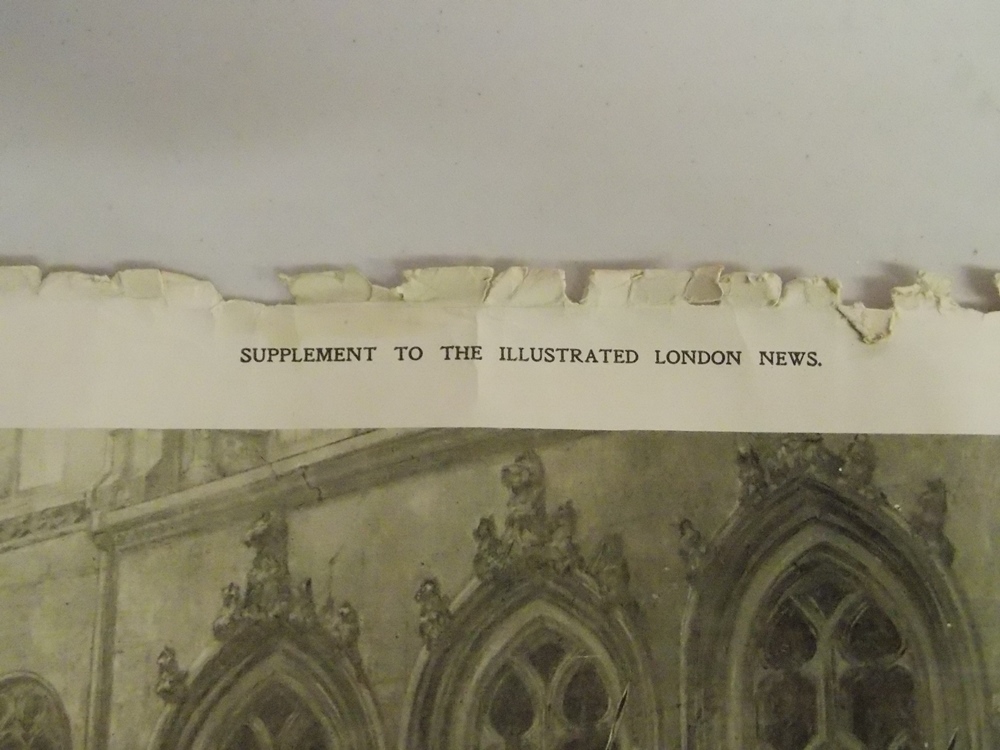 SUPPLEMENT TO THE ILLUSTRATED LONDON NEWS.